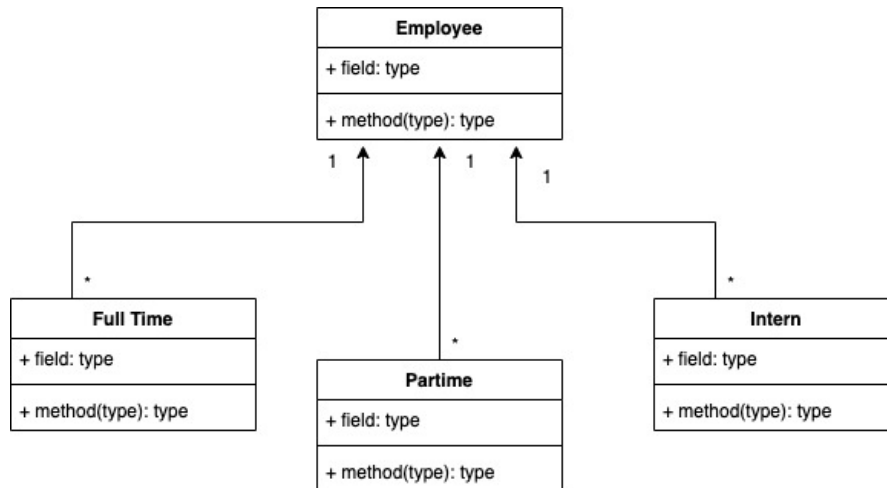 Employee
+ field: type
+ method(type): type
1
1
1
*
*
*
Full Time
+ field: type
+ method(type): type
Partime
+ field: type
+ method(type): type
Intern
+ field: type
+ method(type): type